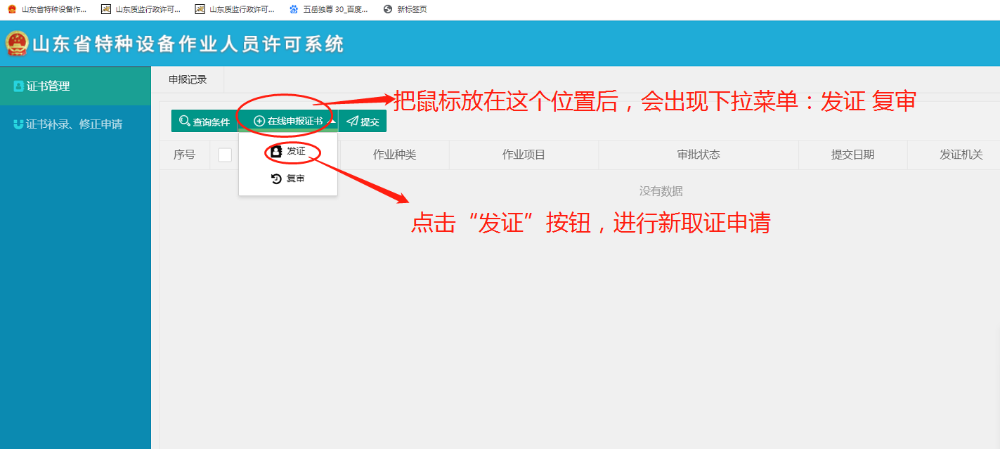 山东省特种设备作... 山东质监行政许可... 山东质监行政许可... 五岳独尊 30_百度... 新标签页
山东省特种设备作业人员许可系统
证书管理
证书补录、修正申请
申报记录
把鼠标放在这个位置后，会出现下拉菜单：发证 复审
查询条件 在线申报证书 提交
发证
复审
序号 作业种类 作业项目 审批状态 提交日期 发证机关
没有数据
点击“发证”按钮，进行新取证申请